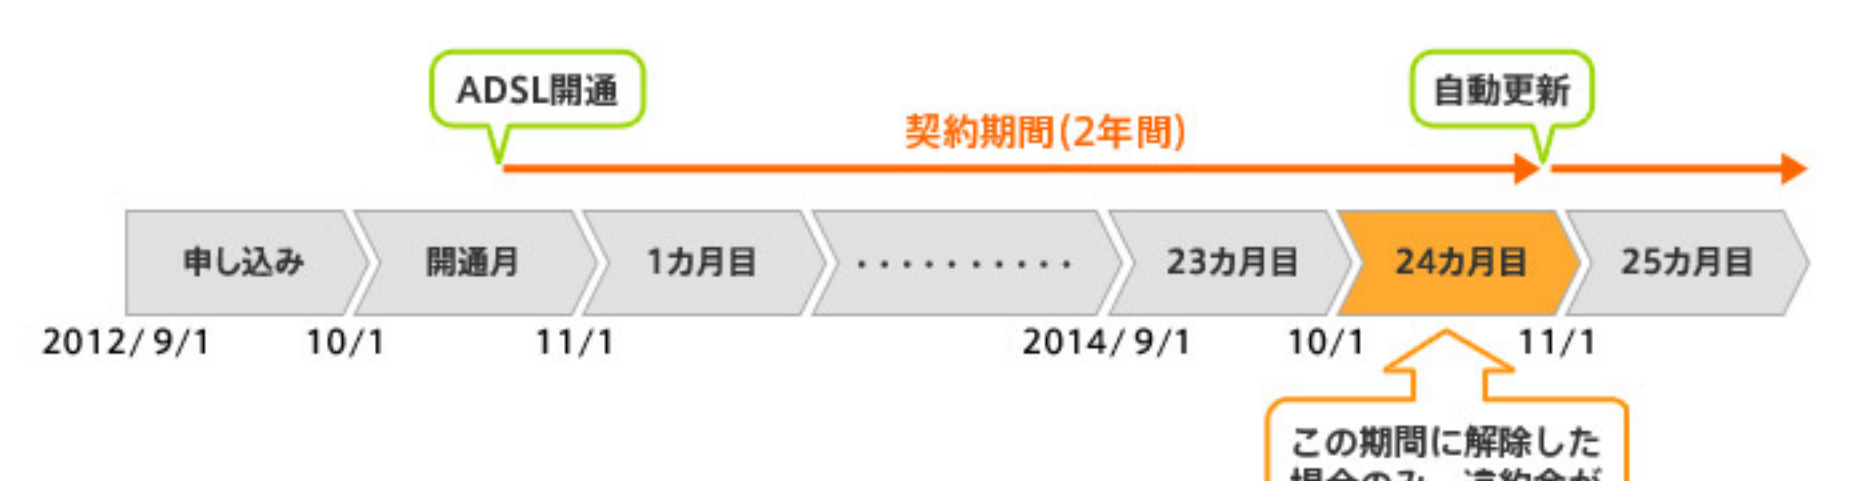 ADSL開通
自動更新
契約期間(2年間)
申し込み
開通月
1カ月目
··········
23カ月目
24カ月目
25カ月目
2012/ 9/1
10/1
11/1
2014/ 9/1
10/1
11/1
この期間に解除した